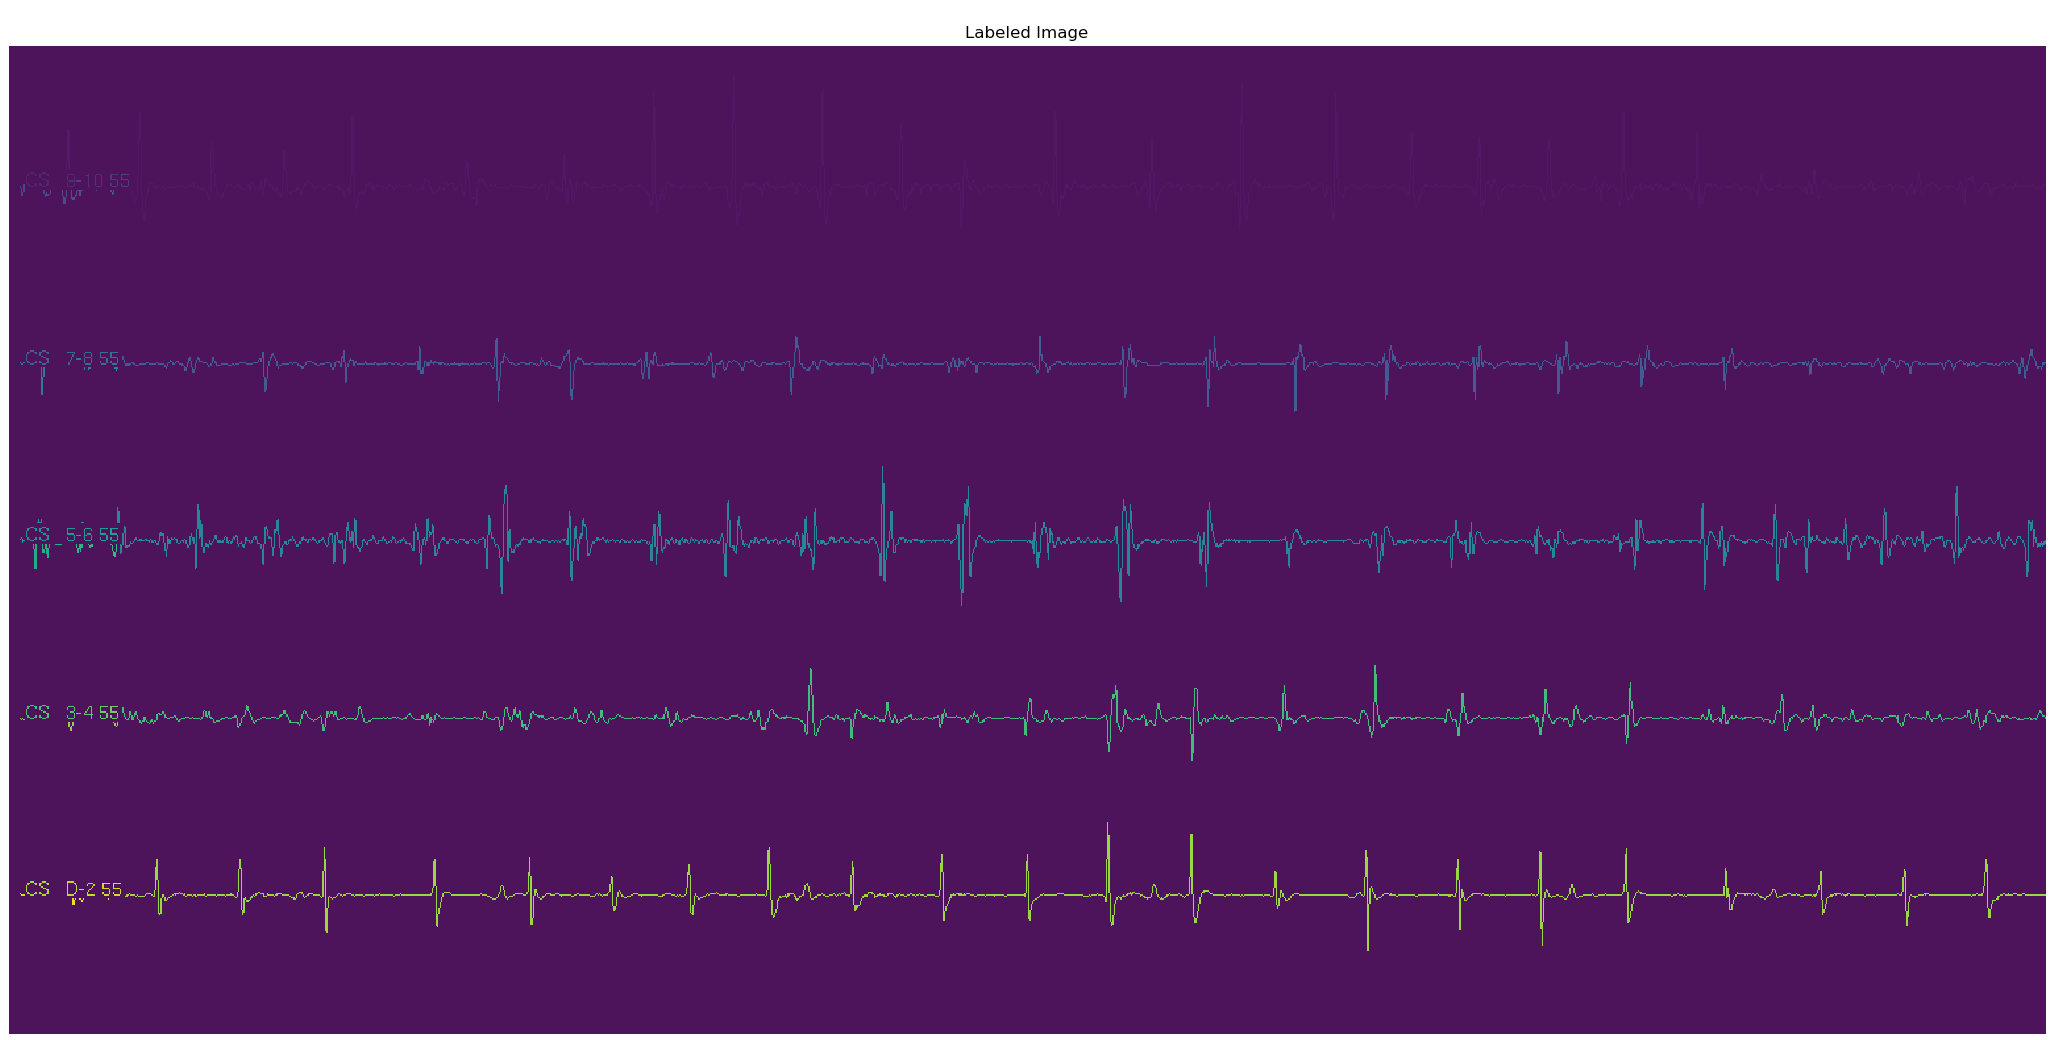 Labeled Image
CS 9-10 55
CS 7-8 55
CS 5-6 55
CS 3-4 55
CS D-2 55